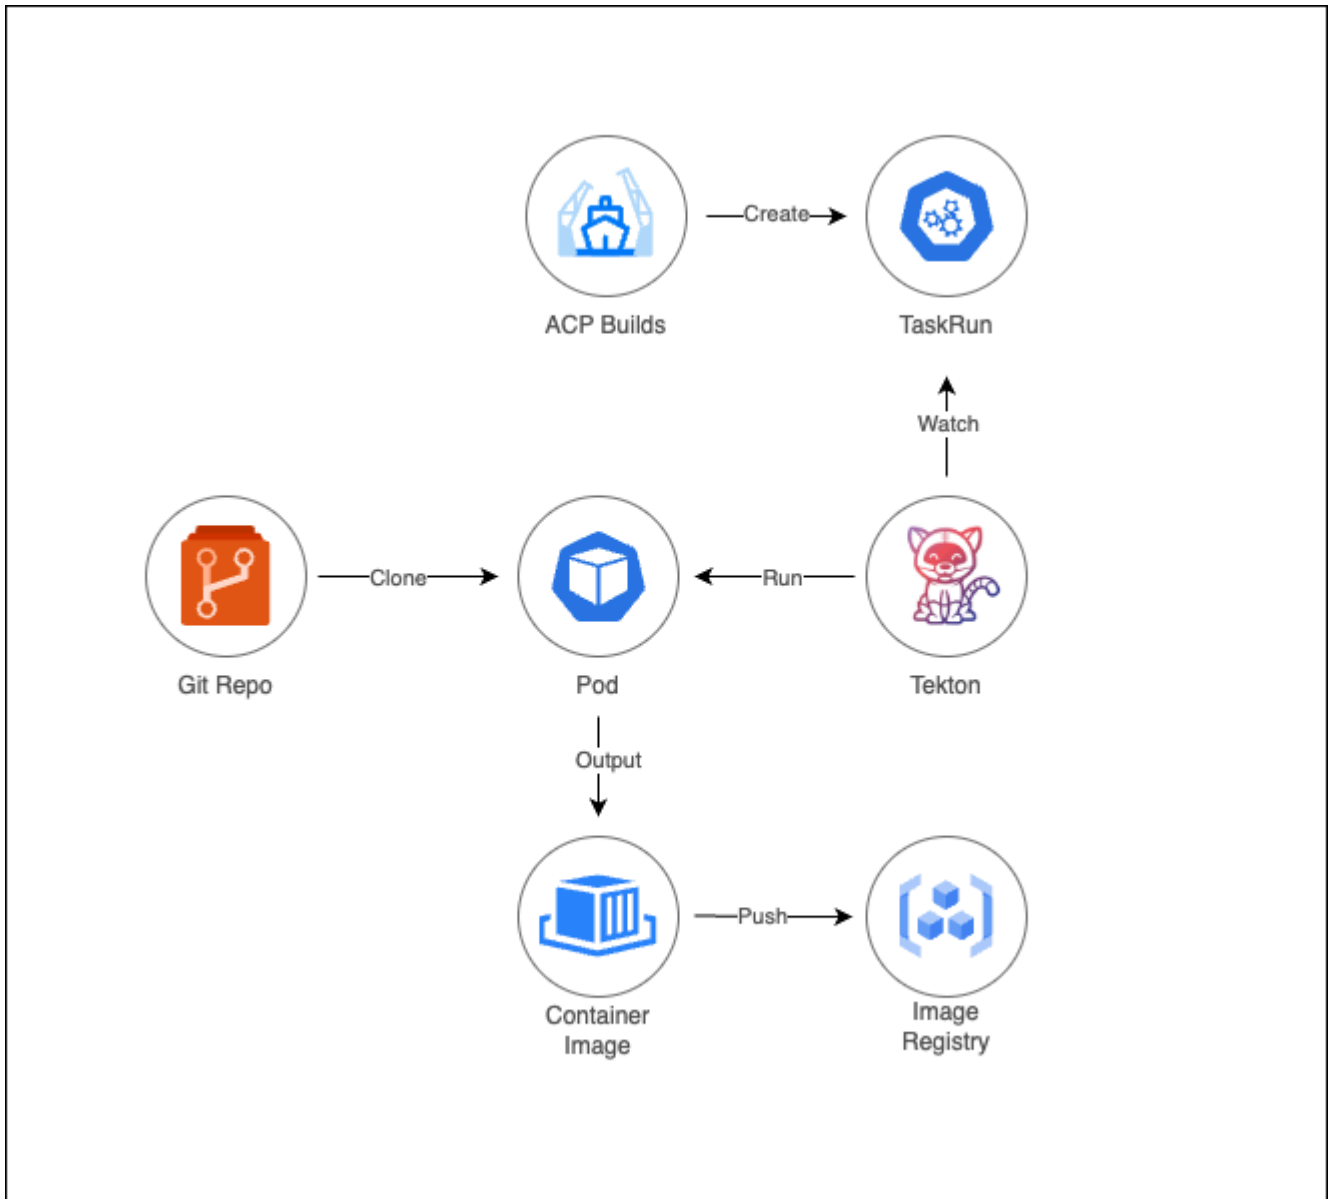 Create
ACP Builds
TaskRun
Watch
Clone
Run
Git Repo
Pod
Tekton
Output
Push
Container
Image
Image
Registry